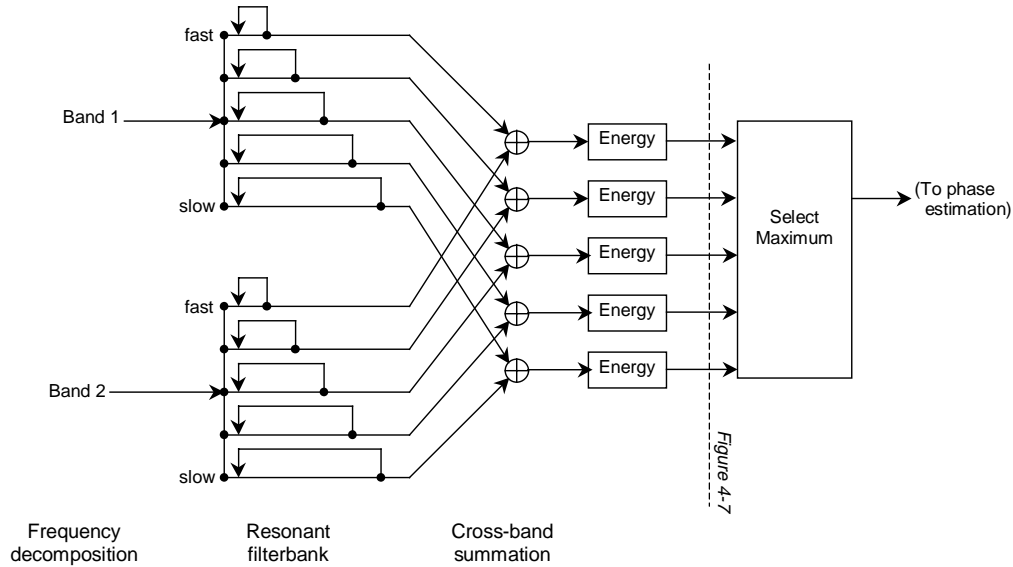 fast
Band 1
slow
fast
Band 2
slow
Energy
Energy
Energy
Energy
Energy
Select
Maximum
(To phase
estimation)
Figure 4-7
Frequency
decomposition
Resonant
filterbank
Cross-band
summation